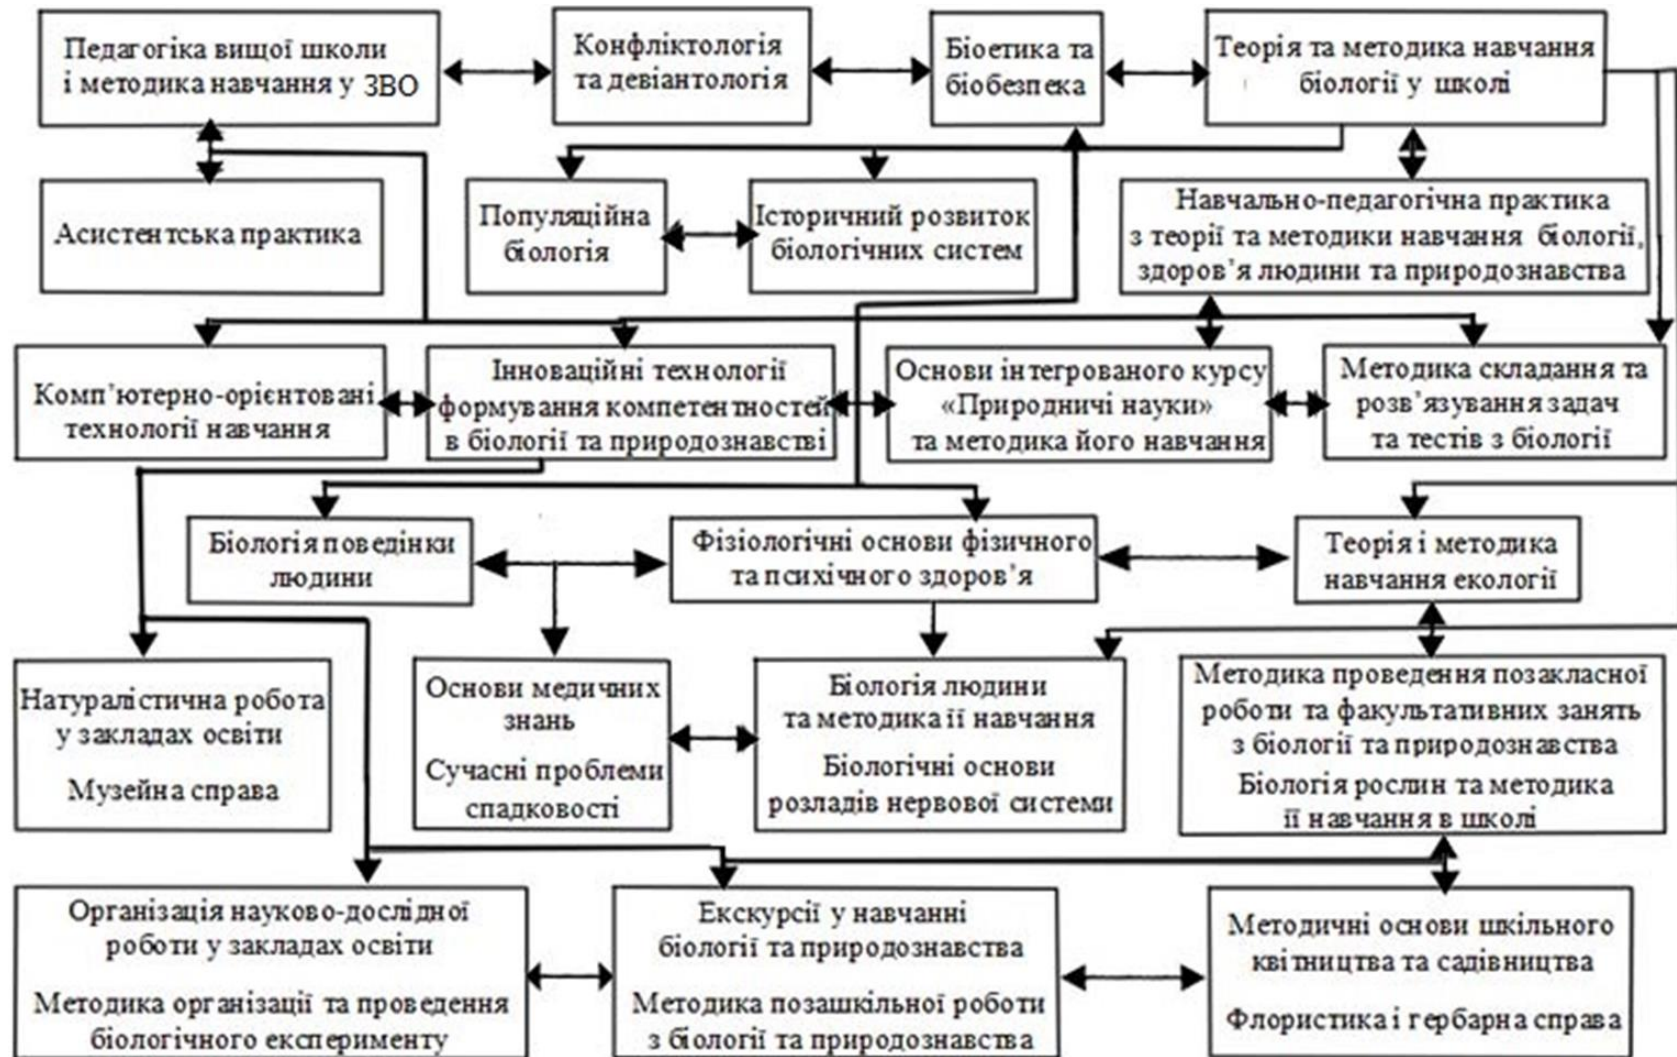 Педагогіка вищої школи
і методика навчання у ЗВО
Конфліктологія
та девіантологія
Біоетика та
біобезпека
Теорія та методика навчання
біології у школі
Асистентська практика
Популяційна
біологія
Історичний розвиток
біологічних систем
Навчально-педагогічна практика
з теорії та методики навчання біології,
здоров’я людини та природознавства
Комп’ютерно-орієнтовані
технології навчання
Інноваційні технології
формування компетентностей
в біології та природознавстві
Основи інтегрованого курсу
«Природничі науки»
та методика його навчання
Методика складання та
розв’язування задач
та тестів з біології
Біологія поведінки
людини
Фізіологічні основи фізичного
та психічного здоров’я
Теорія і методика
навчання екології
Натуралістична робота
у закладах освіти
Музейна справа
Основи медичних
знань
Сучасні проблеми
спадковості
Біологія людини
та методика її навчання
Біологічні основи
розладів нервової системи
Методика проведення позакласної
роботи та факультативних занять
з біології та природознавства
Біологія рослин та методика
її навчання в школі
Організація науково-дослідної
роботи у закладах освіти
Методика організації та проведення
біологічного експерименту
Екскурсії у навчанні
біології та природознавства
Методика позашкільної роботи
з біології та природознавства
Методичні основи шкільного
квітництва та садівництва
Флористика і гербарна справа